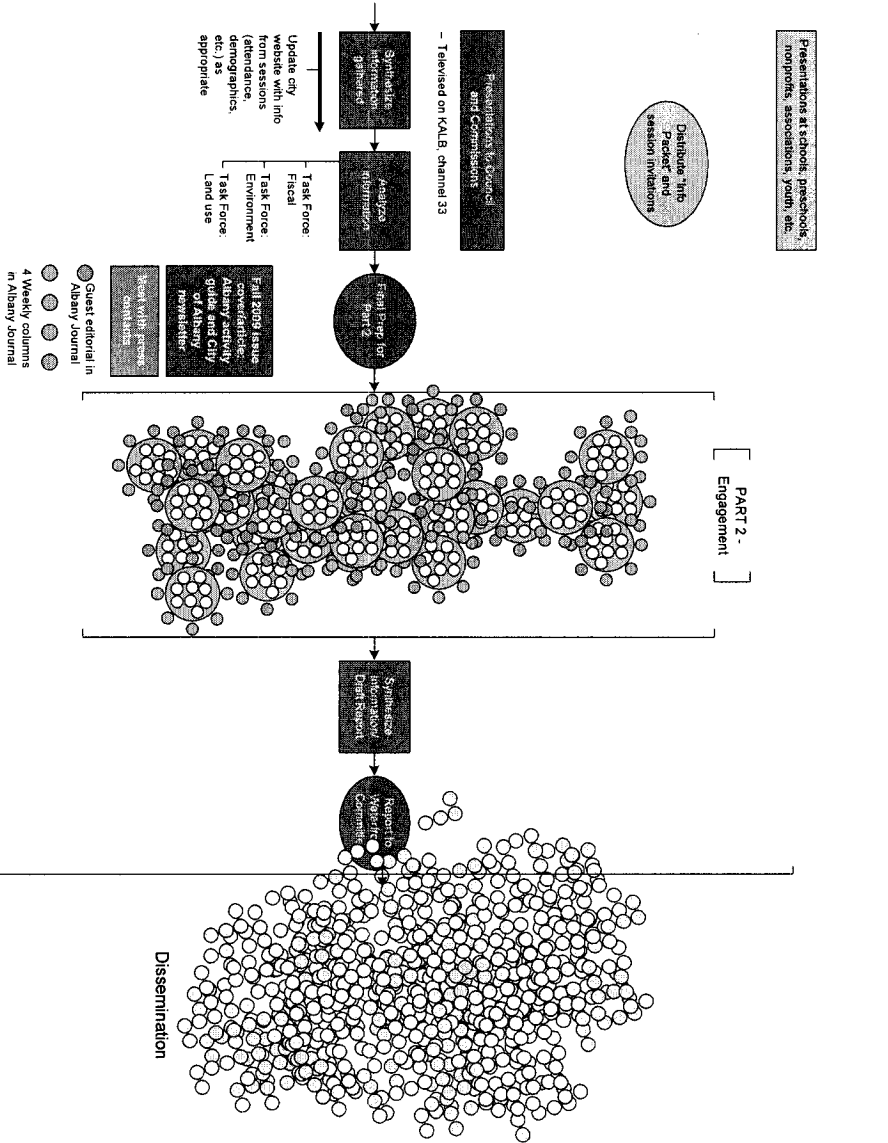 Presentations at schools, preschools,
nonprofits, associations, youth, etc.
Distribute "Info
Packet" and
session invitations
Presentations to Council
and Commissions
– Televised on KALB, channel 33
Synthesize
information
gathered
Update city
website with info
from sessions
(attendance,
demographics,
etc.) as
appropriate
Analyze
information
Task Force:
Fiscal
Task Force:
Environment
Task Force:
Land use
Final Prep for
Part 2
Fall 2009 issue
cover/article:
Albany activity
guide and City
of Albany
newsletter
Meet with press
contacts
Guest editorial in
Albany Journal
4 Weekly columns
in Albany Journal
PART 2 -
Engagement
Synthesize
information/
Draft Report
Report to
Dissemination